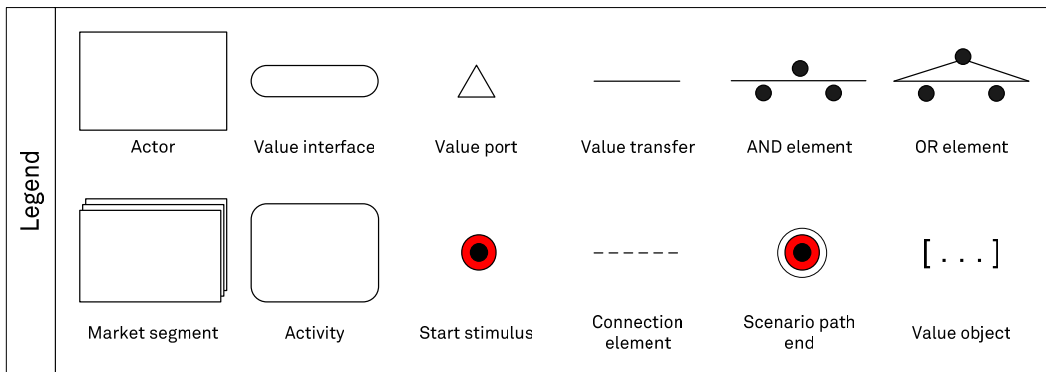 Legend
Actor
Value interface
Value port
Value transfer
AND element
OR element
[ . . . ]
Market segment
Activity
Start stimulus
Connection
element
Scenario path
end
Value object